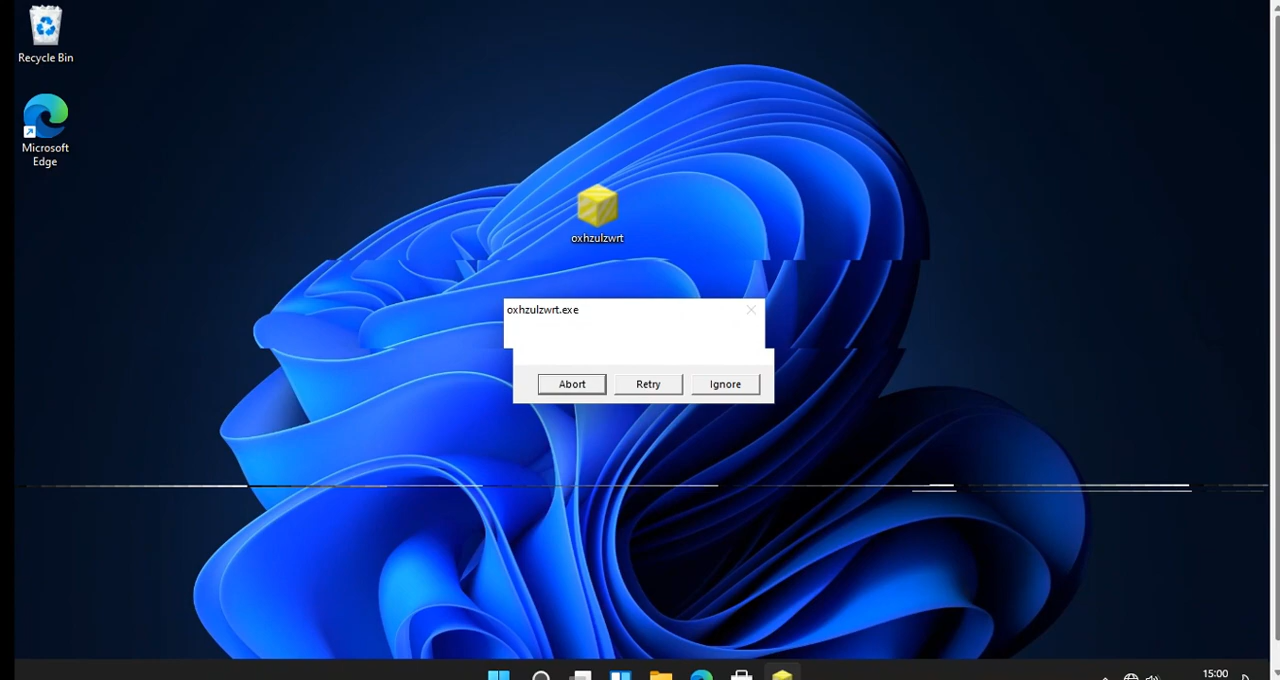 Recycle Bin
Microsoft
Edge
oxhzulzwrt
oxhzulzwrt.exe
Abort
Retry
Ignore
15:00